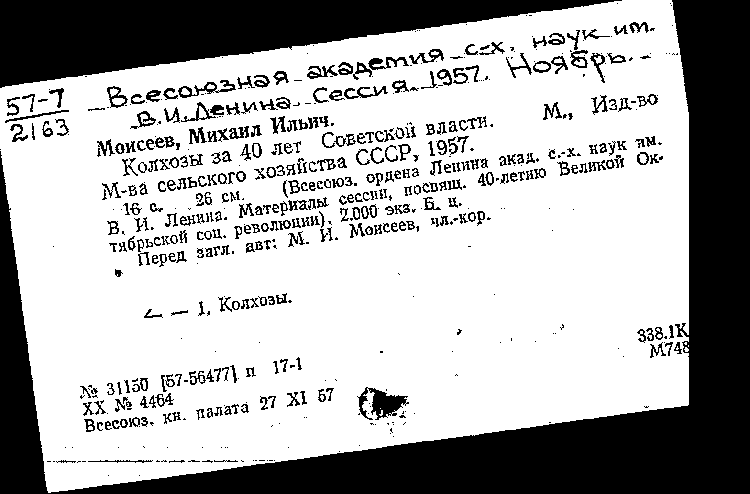 Всесоюзная академия с-х. наук им.
В.И. Ленина. Сессия. 1957. Ноябрь.
57-7
2163
Моисеев, Михаил Ильич.
Колхозы за 40 лет Советской власти. М., Изд-во
М-ва сельского хозяйства СССР, 1957.
16 с. 26 см. (Всесоюз. ордена Ленина акад. с.-х. наук им.
В. И. Ленина. Материалы сессии, посвящ. 40-летию Великой Ок-
тябрьской соц. революции). 2.000 экз. Б. ц.
Перед загл. авт: М. И. Моисеев, чл.-кор.
— 1. Колхозы.
338.1К
М748
№ 31150 [57-56477] п 17-1
XX № 4464
Всесоюз. кн. палата 27 XI 57